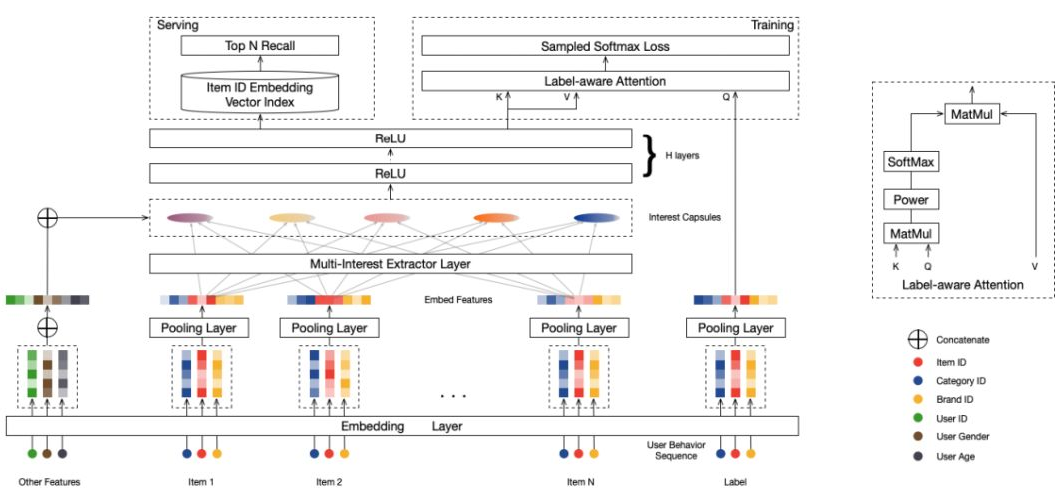 Serving
Training
Top N Recall
Sampled Softmax Loss
Item ID Embedding
Vector Index
Label-aware Attention
K
V
Q
ReLU
ReLU
H layers
Interest Capsules
Multi-Interest Extractor Layer
Embed Features
Pooling Layer
Pooling Layer
Pooling Layer
Pooling Layer
. . .
Embedding Layer
User Behavior
Sequence
Other Features
Item 1
Item 2
Item N
Label
MatMul
SoftMax
Power
MatMul
K
Q
V
Label-aware Attention
Concatenate
Item ID
Category ID
Brand ID
User ID
User Gender
User Age